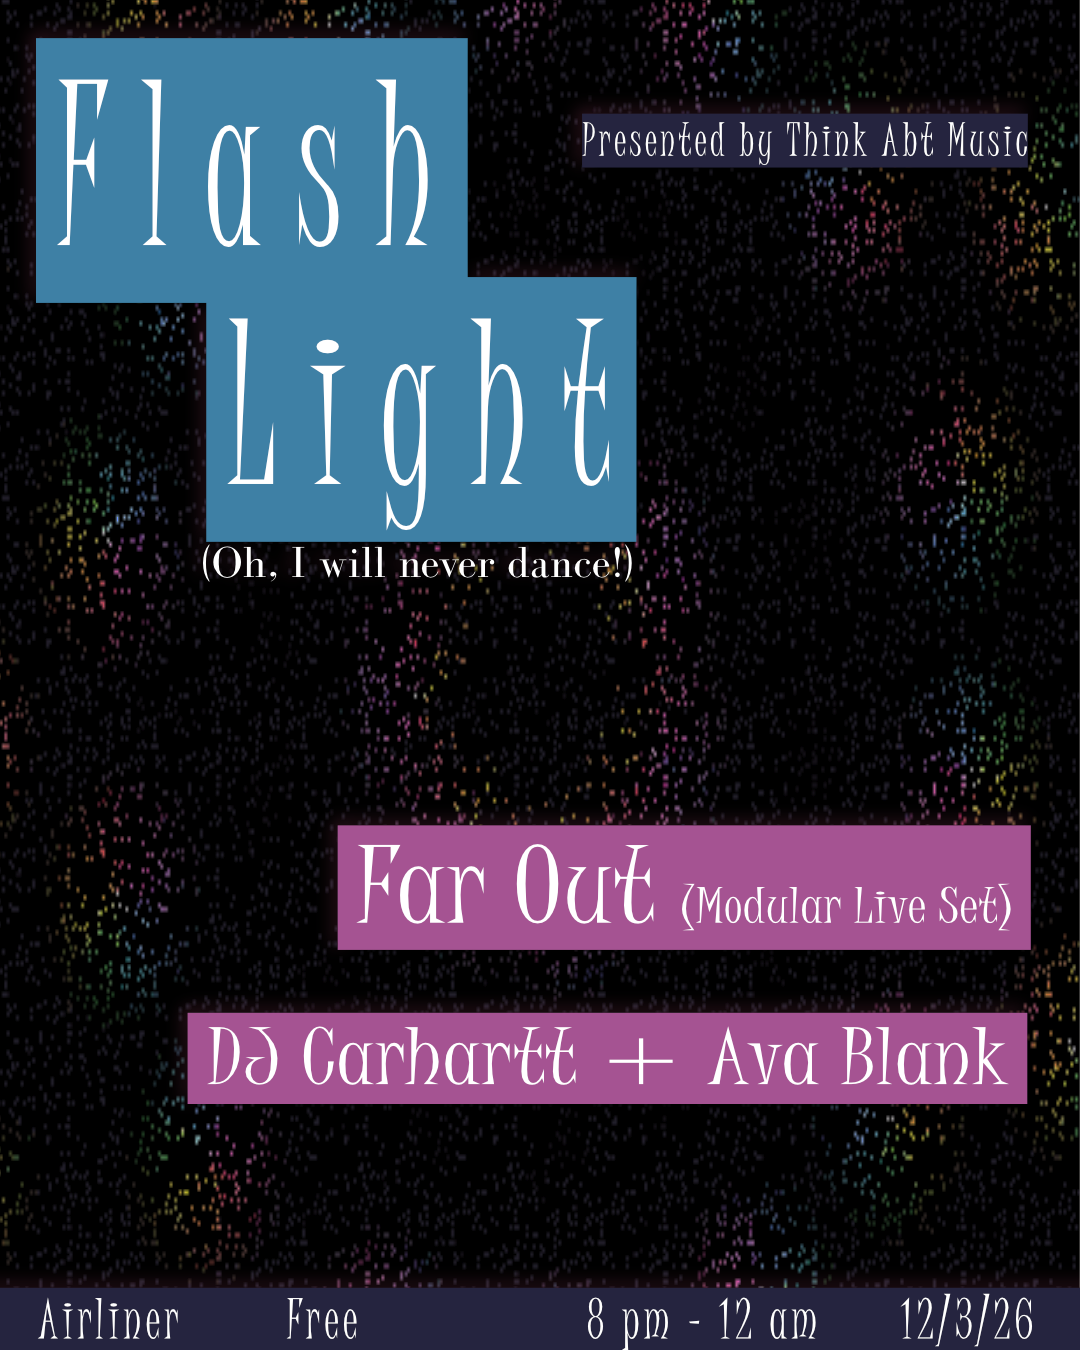 Flash
Presented by Think Abt Music
Light
(Oh, I will never dance!)
Far Out (Modular Live Set)
DJ Carhartt + Ava Blank
Airliner Free 8 pm - 12 am 12/3/26